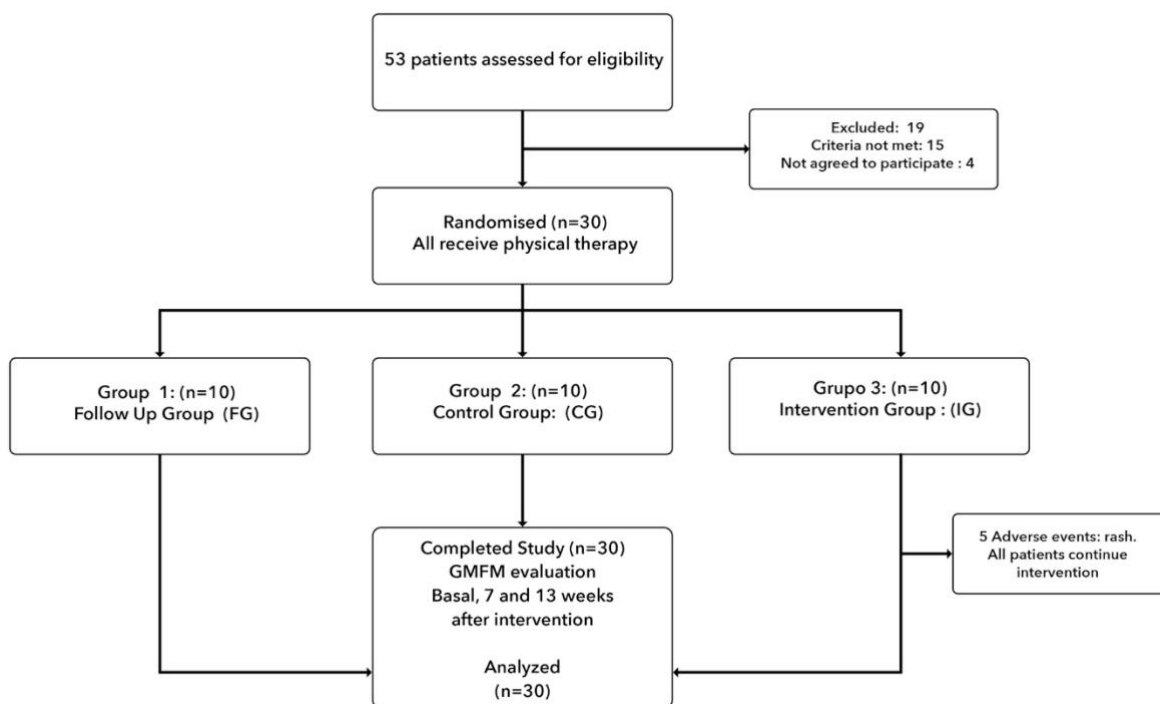 53 patients assessed for eligibility
Excluded: 19
Criteria not met: 15
Not agreed to participate : 4
Randomised (n=30)
All receive physical therapy
Group 1: (n=10)
Follow Up Group (FG)
Group 2: (n=10)
Control Group: (CG)
Grupo 3: (n=10)
Intervention Group : (IG)
5 Adverse events: rash.
All patients continue
intervention
Completed Study (n=30)
GMFM evaluation
Basal, 7 and 13 weeks
after intervention
Analyzed
(n=30)